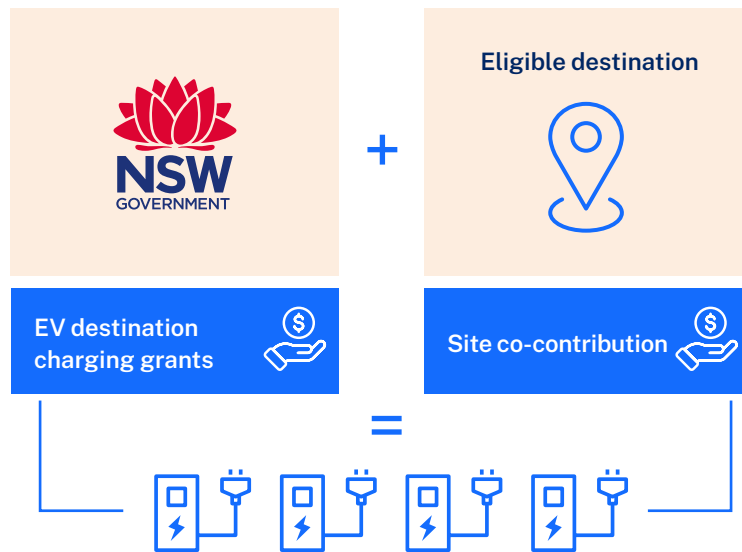 NSW
GOVERNMENT
+
Eligible destination
EV destination
charging grants
$
Site co-contribution
$
=